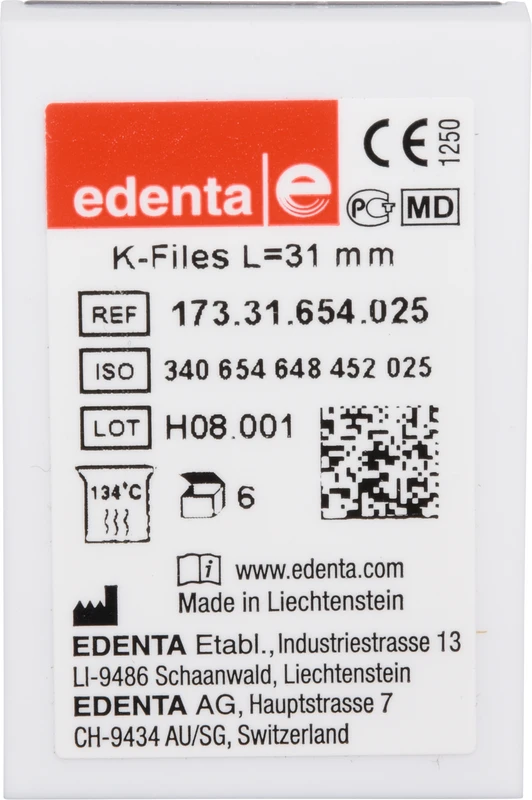 edenta e
CE 1250
PCT MD
K-Files L=31 mm
REF 173.31.654.025
ISO 340 654 648 452 025
LOT H08.001
134°C 6
i www.edenta.com
Made in Liechtenstein
EDENTA Etabl., Industriestrasse 13
LI-9486 Schaanwald, Liechtenstein
EDENTA AG, Hauptstrasse 7
CH-9434 AU/SG, Switzerland